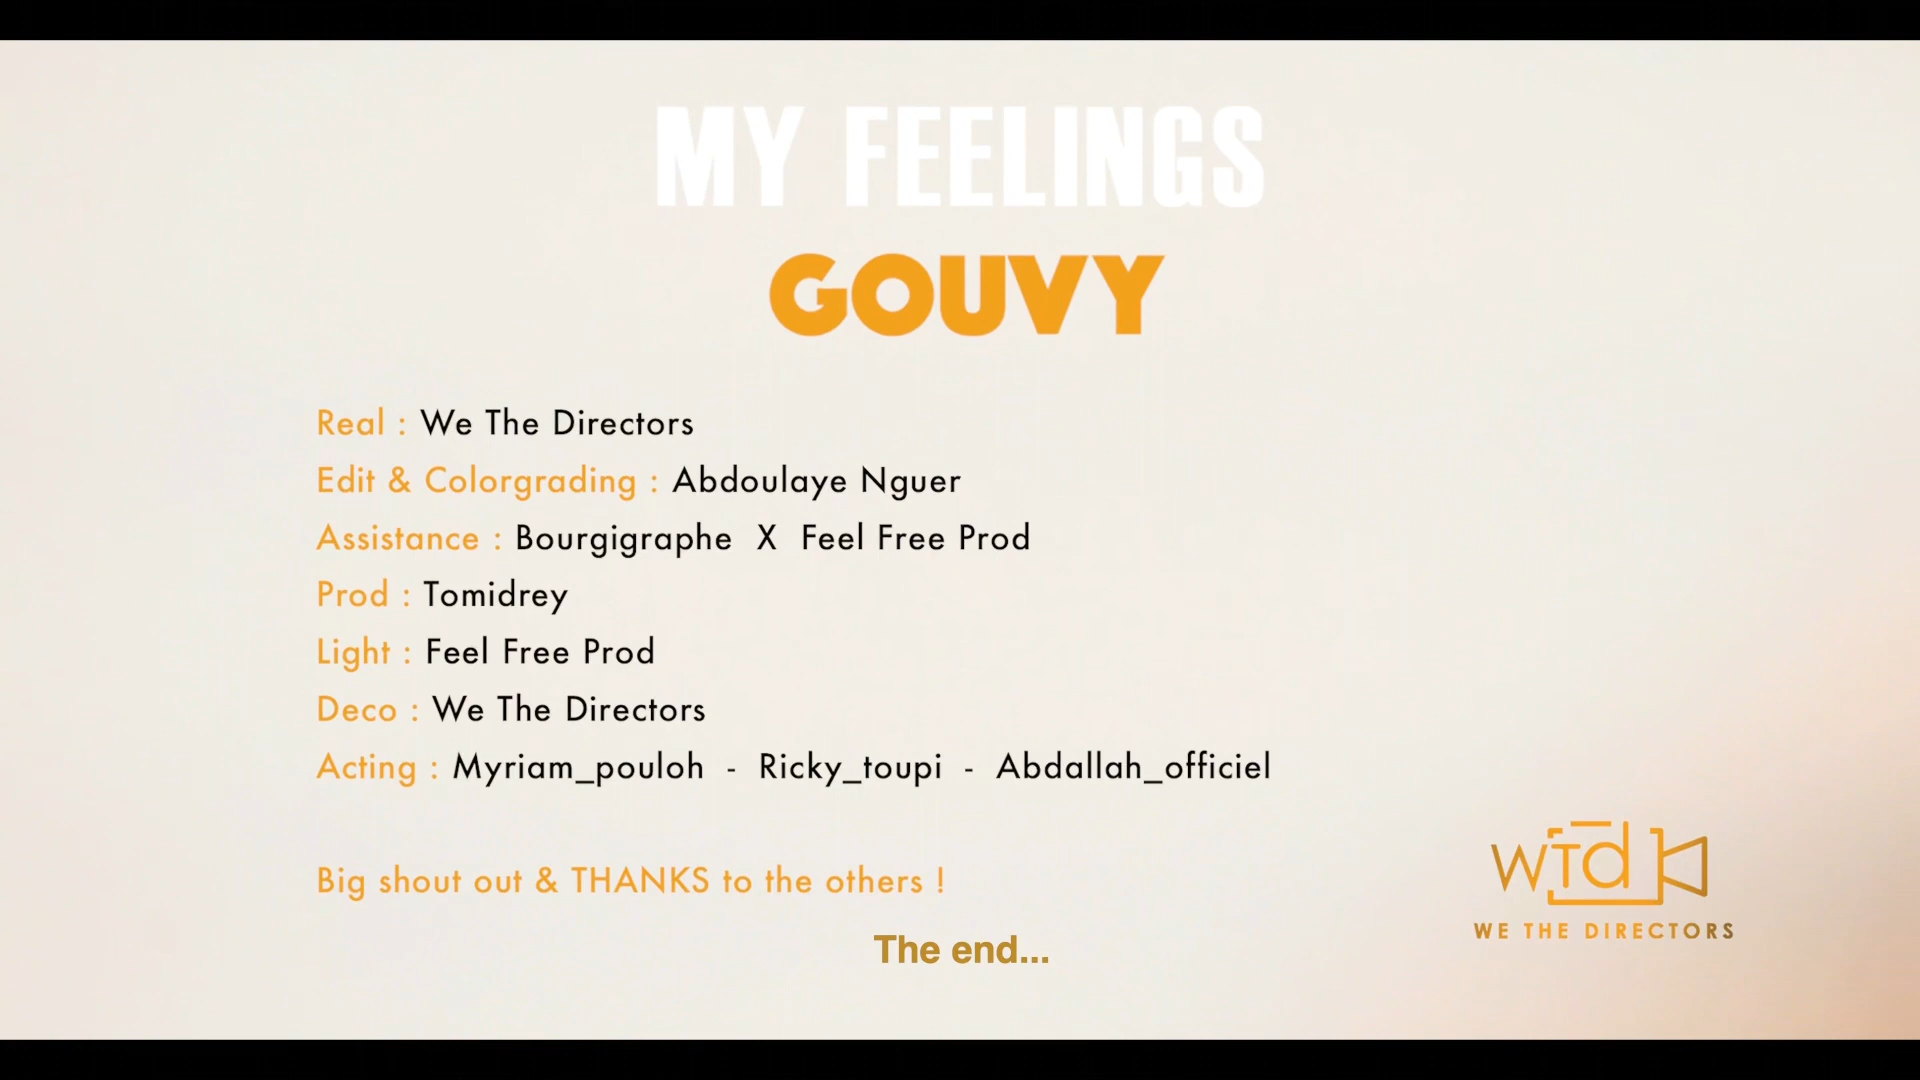 MY FEELINGS
GOUVY
Real : We The Directors
Edit & Colorgrading : Abdoulaye Nguer
Assistance : Bourgigraphe X Feel Free Prod
Prod : Tomidrey
Light : Feel Free Prod
Deco : We The Directors
Acting : Myriam_pouloh - Ricky_toupi - Abdallah_officiel
Big shout out & THANKS to the others !
wTd
WE THE DIRECTORS
The end...